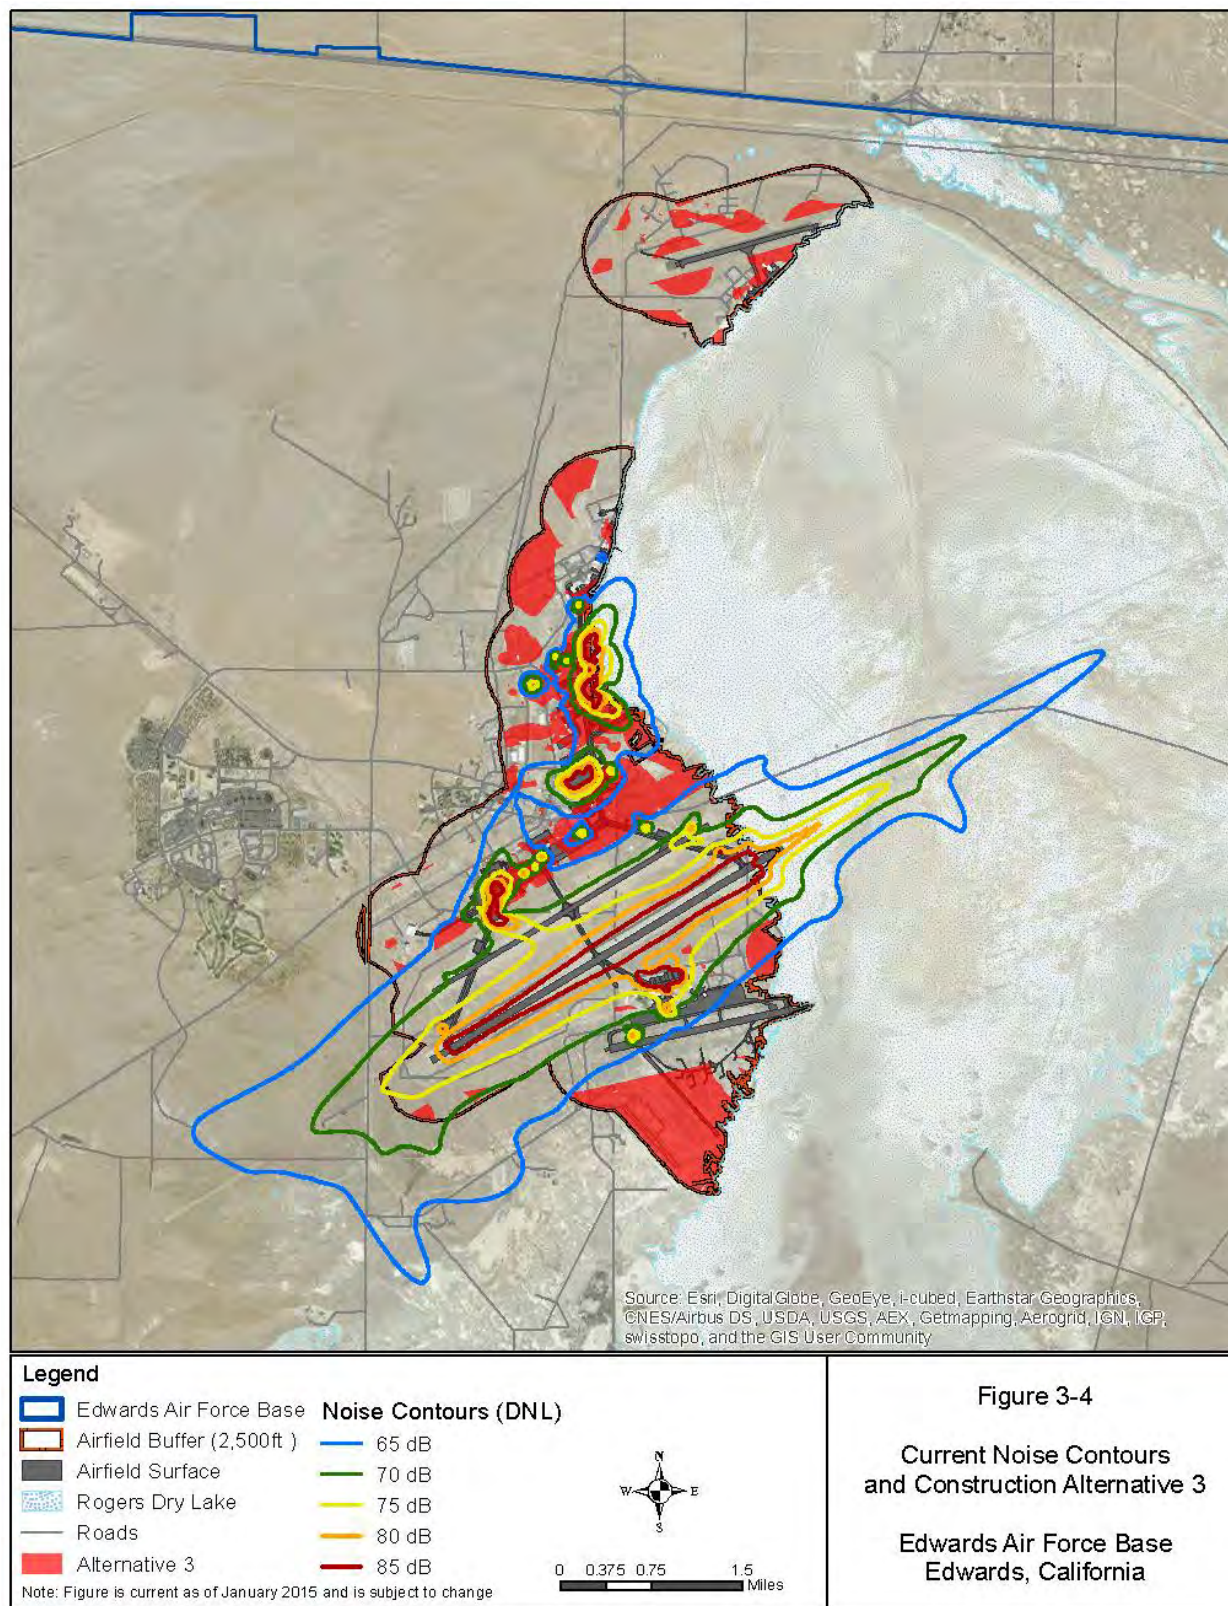 Source: Esri, DigitalGlobe, GeoEye, i-cubed, Earthstar Geographics,
CNES/Airbus DS, USDA, USGS, AEX, Getmapping, Aerogrid, IGN, IGP,
swisstopo, and the GIS User Community
Legend
Edwards Air Force Base
Airfield Buffer (2,500ft )
Airfield Surface
Rogers Dry Lake
Roads
Alternative 3
Note: Figure is current as of January 2015 and is subject to change
Noise Contours (DNL)
65 dB
70 dB
75 dB
80 dB
85 dB
N
W E
S
0 0.375 0.75 1.5
Miles
Figure 3-4
Current Noise Contours
and Construction Alternative 3
Edwards Air Force Base
Edwards, California